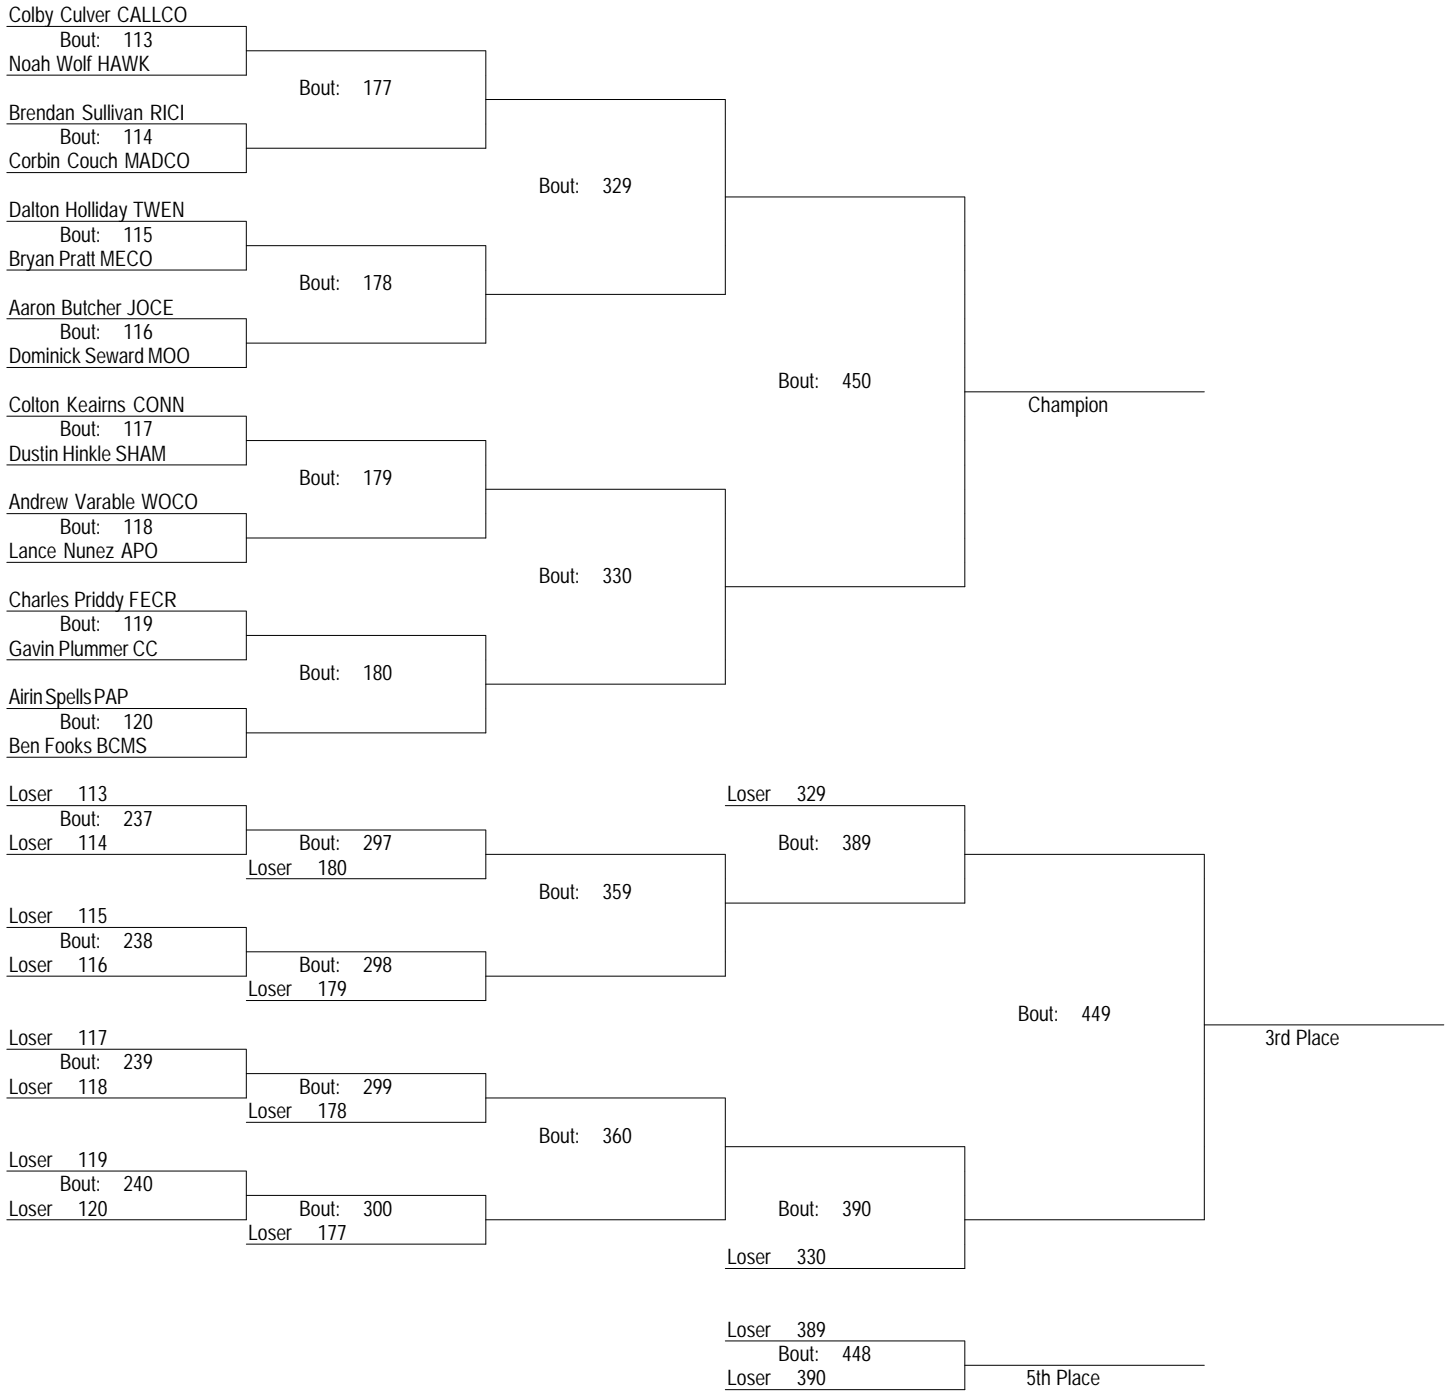 Colby Culver CALLCO
Bout: 113
Noah Wolf HAWK
Bout: 177
Brendan Sullivan RICI
Bout: 114
Corbin Couch MADCO
Bout: 329
Dalton Holliday TWEN
Bout: 115
Bryan Pratt MECO
Bout: 178
Aaron Butcher JOCE
Bout: 116
Dominick Seward MOO
Bout: 450
Champion
Colton Keairns CONN
Bout: 117
Dustin Hinkle SHAM
Bout: 179
Andrew Varable WOCO
Bout: 118
Lance Nunez APO
Bout: 330
Charles Priddy FECR
Bout: 119
Gavin Plummer CC
Bout: 180
Airin Spells PAP
Bout: 120
Ben Fooks BCMS
Loser 113
Bout: 237
Loser 114
Bout: 297
Loser 180
Loser 329
Bout: 389
Bout: 359
Loser 115
Bout: 238
Loser 116
Bout: 298
Loser 179
Bout: 449
3rd Place
Loser 117
Bout: 239
Loser 118
Bout: 299
Loser 178
Bout: 360
Loser 119
Bout: 240
Loser 120
Bout: 300
Loser 177
Bout: 390
Loser 330
Loser 389
Bout: 448
Loser 390
5th Place